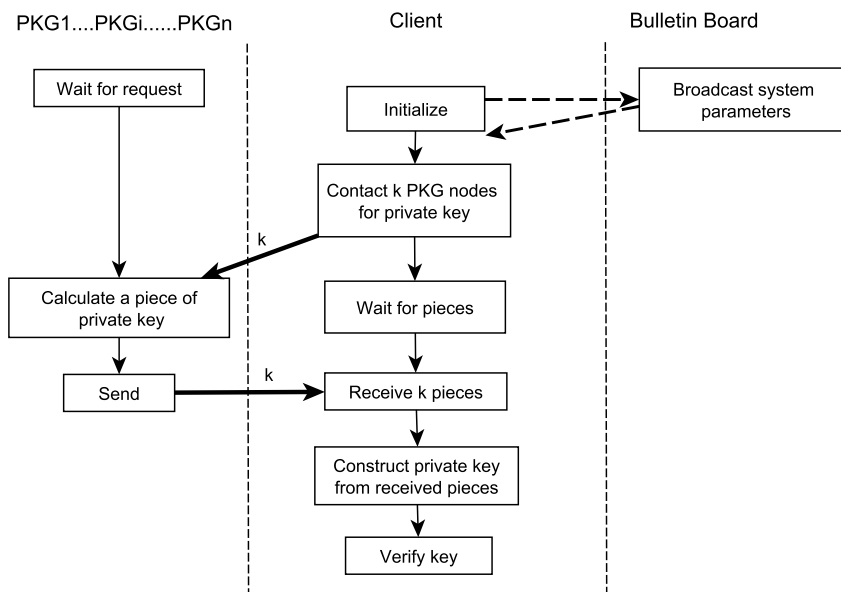 PKG1....PKGi......PKGn
Client
Bulletin Board
Wait for request
Initialize
Broadcast system
parameters
Contact k PKG nodes
for private key
k
Calculate a piece of
private key
Wait for pieces
Send
k
Receive k pieces
Construct private key
from received pieces
Verify key